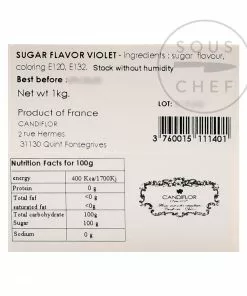 SOUS
CHEF
SUGAR FLAVOR VIOLET - Ingredients : sugar, flavour,
coloring E120, E132. Stock without humidity
Best before :
Net wt 1kg.
LOT:
Product of France
CANDIFLOR
2 rue Hermes
31130 Quint Fonsegrives
3 760015 111401
Nutrition Facts for 100g
energy 400 Kca/1700Kj
Protein 0 g
Total fat <0 g
saturated fat <0g
Total carbohydrate 100g
Sugar 100 g
Sodium 0 g
CANDIFLOR